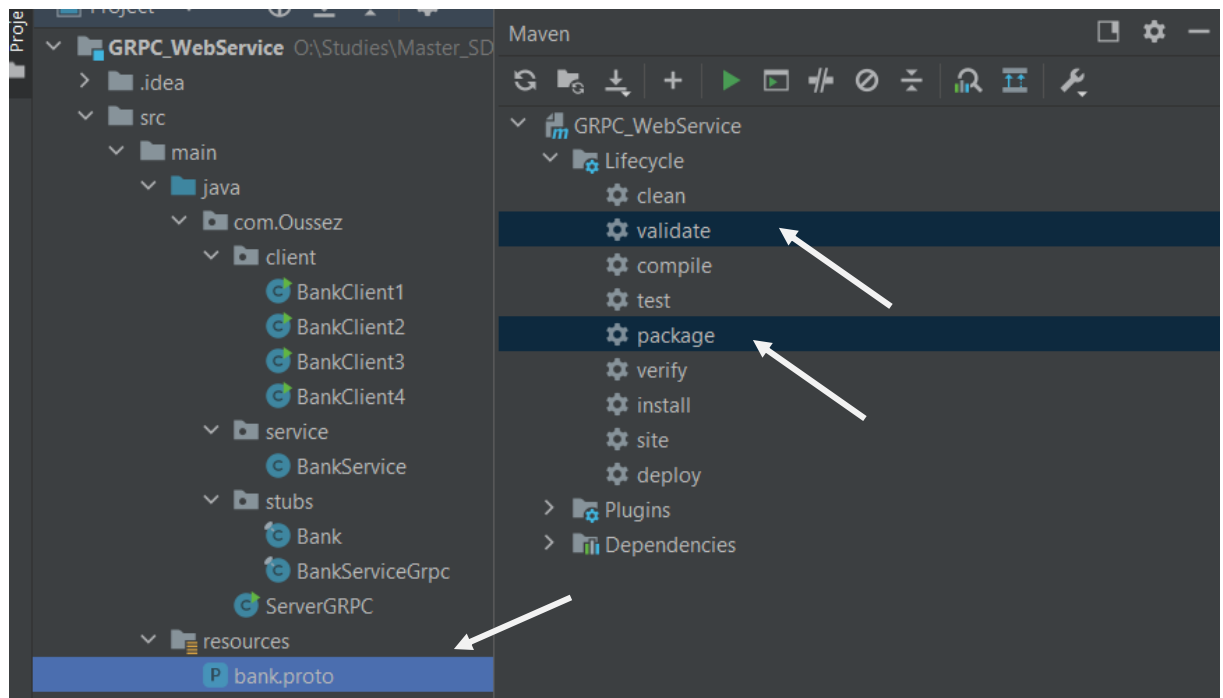 Project
Proje
GRPC_WebService O:\Studies\Master_SD
.idea
src
main
java
com.Oussez
client
BankClient1
BankClient2
BankClient3
BankClient4
service
BankService
stubs
Bank
BankServiceGrpc
ServerGRPC
resources
bank.proto
Maven
GRPC_WebService
Lifecycle
clean
validate
compile
test
package
verify
install
site
deploy
Plugins
Dependencies